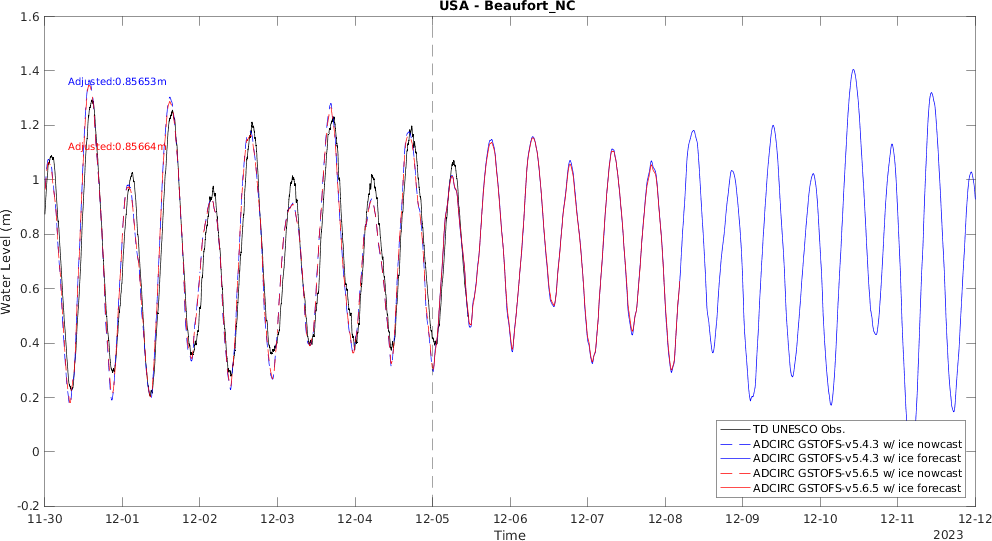 USA - Beaufort_NC
1.6
1.4
1.2
1
0.8
0.6
0.4
0.2
0
-0.2
Water Level (m)
Adjusted:0.85653m
Adjusted:0.85664m
TD UNESCO Obs.
ADCIRC GSTOFS-v5.4.3 w/ ice nowcast
ADCIRC GSTOFS-v5.4.3 w/ ice forecast
ADCIRC GSTOFS-v5.6.5 w/ ice nowcast
ADCIRC GSTOFS-v5.6.5 w/ ice forecast
11-30 12-01 12-02 12-03 12-04 12-05 12-06 12-07 12-08 12-09 12-10 12-11 12-12
Time
2023